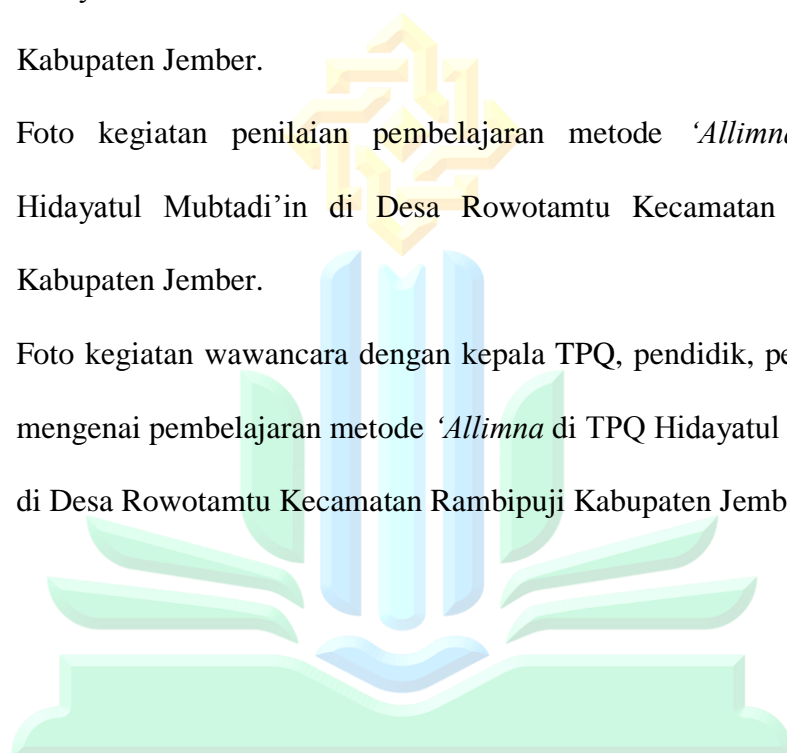 Kabupaten Jember.
Foto kegiatan penilaian pembelajaran metode ‘Allimna
Hidayatul Mubtadi’in di Desa Rowotamtu Kecamatan
Kabupaten Jember.
Foto kegiatan wawancara dengan kepala TPQ, pendidik,
mengenai pembelajaran metode ‘Allimna di TPQ Hidayatul
di Desa Rowotamtu Kecamatan Rambipuji Kabupaten